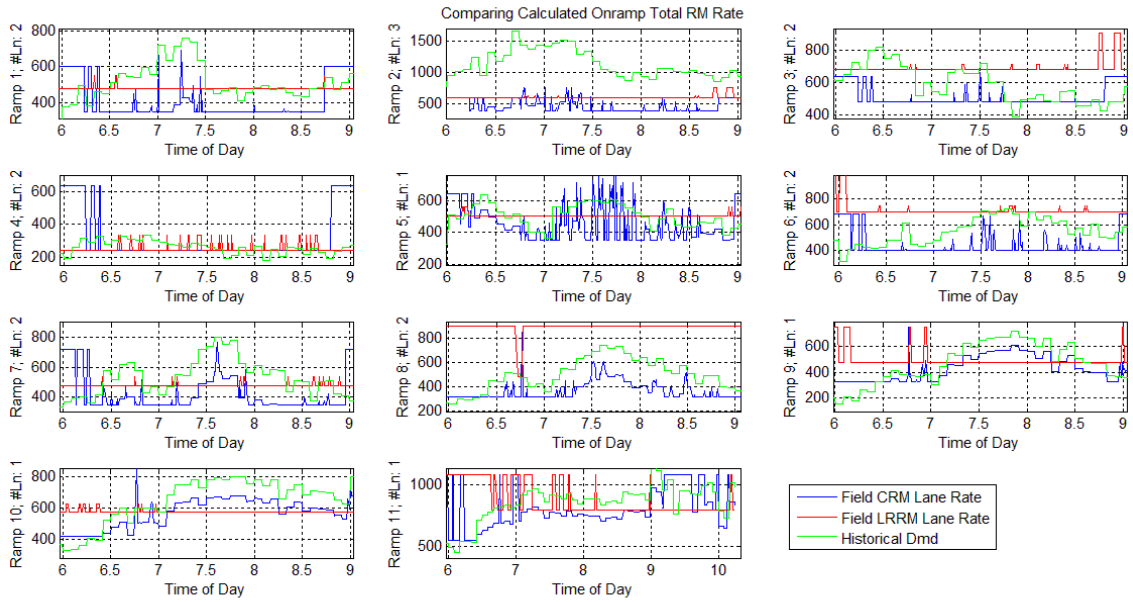 Comparing Calculated Onramp Total RM Rate
Ramp 1; #Ln: 2
800
600
400
6 6.5 7 7.5 8 8.5 9
Time of Day
Ramp 2; #Ln: 3
1500
1000
500
6 6.5 7 7.5 8 8.5 9
Time of Day
Ramp 3; #Ln: 2
800
600
400
6 6.5 7 7.5 8 8.5 9
Time of Day
Ramp 4; #Ln: 2
600
400
200
6 6.5 7 7.5 8 8.5 9
Time of Day
Ramp 5; #Ln: 1
600
400
200
6 6.5 7 7.5 8 8.5 9
Time of Day
Ramp 6; #Ln: 2
800
600
400
6 6.5 7 7.5 8 8.5 9
Time of Day
Ramp 7; #Ln: 2
800
600
400
6 6.5 7 7.5 8 8.5 9
Time of Day
Ramp 8; #Ln: 2
800
600
400
200
6 6.5 7 7.5 8 8.5 9
Time of Day
Ramp 9; #Ln: 1
600
400
200
6 6.5 7 7.5 8 8.5 9
Time of Day
Ramp 10; #Ln: 1
800
600
400
6 6.5 7 7.5 8 8.5 9
Time of Day
Ramp 11; #Ln: 1
1000
500
6 7 8 9 10
Time of Day
Field CRM Lane Rate
Field LRRM Lane Rate
Historical Dmd